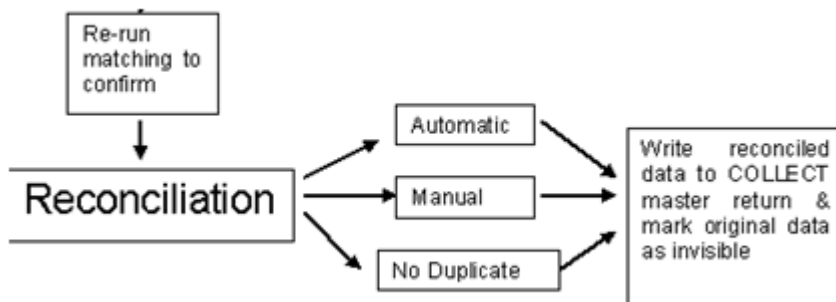 Re-run
matching to
confirm
Reconciliation
Automatic
Manual
No Duplicate
Write reconciled
data to COLLECT
master return &
mark original data
as invisible